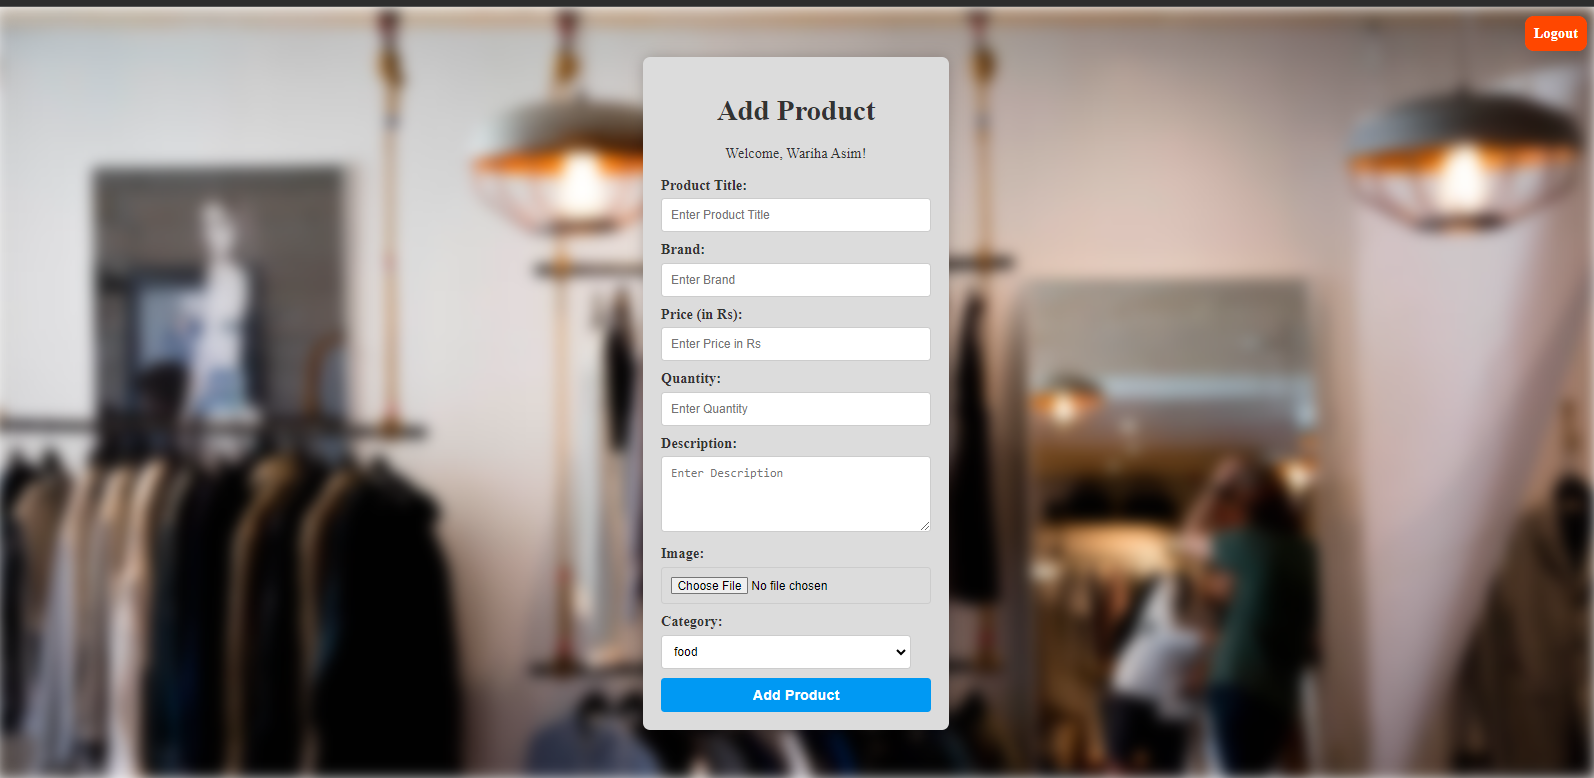 Logout
Add Product
Welcome, Wariha Asim!
Product Title:
Enter Product Title
Brand:
Enter Brand
Price (in Rs):
Enter Price in Rs
Quantity:
Enter Quantity
Description:
Enter Description
Image:
Choose File No file chosen
Category:
food
Add Product